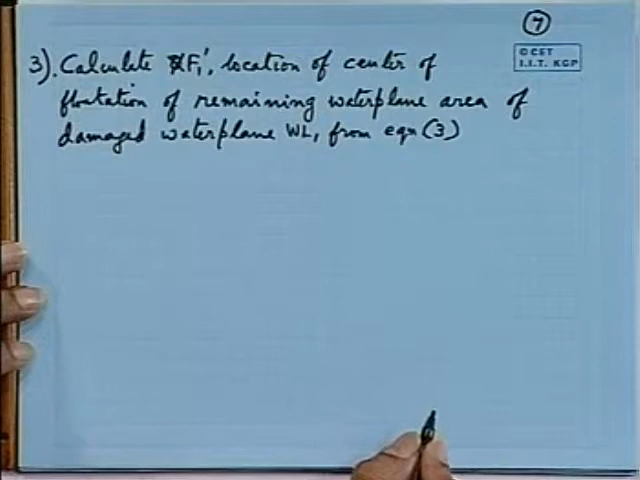 7
© CET
I.I.T. KGP
3). Calculate F₁', location of center of
flotation of remaining waterplane area of
damaged waterplane WL, from eqn (3)